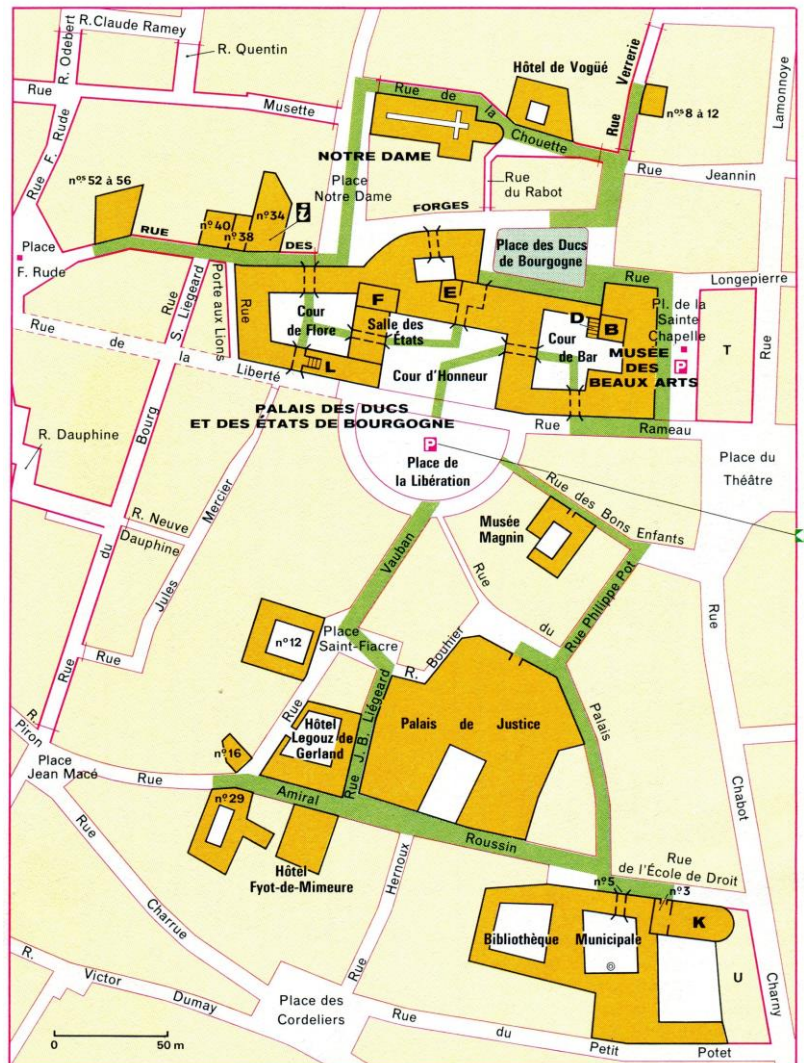 R. Claude Ramey
R. Odebert
R. Quentin
Rue Musette
Rue F. Rude
Rue de la Chouette
Hôtel de Vogüé
Rue Verrerie
nos 8 à 12
Lamonnoye
Rue Jeannin
NOTRE DAME
Place
Notre Dame
Rue
du Rabot
nos 52 à 56
nº 40
nº 38
nº 34
i
RUE DES FORGES
Place
F. Rude
Place des Ducs
de Bourgogne
Rue Longepierre
Rue
S. Liégeard
Porte aux Lions
Rue
Cour
de Flore
F
E
Salle des
États
D
B
Cour
de Bar
Pl. de la
Sainte
Chapelle
P
T
Rue
MUSÉE
DES
BEAUX ARTS
L
Cour d'Honneur
Rue de la Liberté
PALAIS DES DUCS
ET DES ÉTATS DE BOURGOGNE
Rue Rameau
P
Place de
la Libération
Place du
Théâtre
R. Dauphine
Rue du Bourg
R. Neuve
Dauphine
Rue Jules Mercier
Vauban
Rue
Musée
Magnin
Rue des Bons Enfants
Rue Philippe Pot
Rue du Palais
nº 12
Place
Saint-Fiacre
R. Bouhier
Palais de Justice
Hôtel
Legouz de
Gerland
Rue J. B. Liégeard
R.
Piron
Place
Jean Macé
nº 16
nº 29
Rue Amiral Roussin
Hôtel
Fyot-de-Mimeure
Rue Charrue
Rue Hernoux
Rue Chabot Charny
Rue
de l'École de Droit
nº 5
nº 3
K
Bibliothèque Municipale
U
R. Victor Dumay
Place des
Cordeliers
Rue du Petit Potet
0 50 m